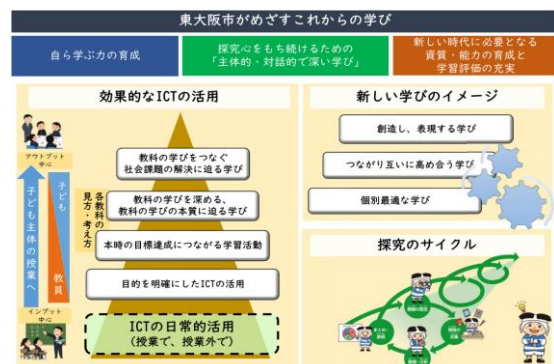 東大阪市がめざすこれからの学び
自ら学ぶ力の育成
探究心をもち続けるための
「主体的・対話的で深い学び」
新しい時代に必要となる
資質・能力の育成と
学習評価の充実
効果的なICTの活用
アウトプット
中心
子ども主体の授業へ
子ども
教員
インプット
中心
各教科の
見方・考え方
教科の学びをつなぐ
社会課題の解決に迫る学び
教科の学びを深める、
教科の学びの本質に迫る学び
本時の目標達成につながる学習活動
目的を明確にしたICTの活用
ICTの日常的活用
(授業で、授業外で)
新しい学びのイメージ
創造し、表現する学び
つながり互いに高め合う学び
個別最適な学び
探究のサイクル